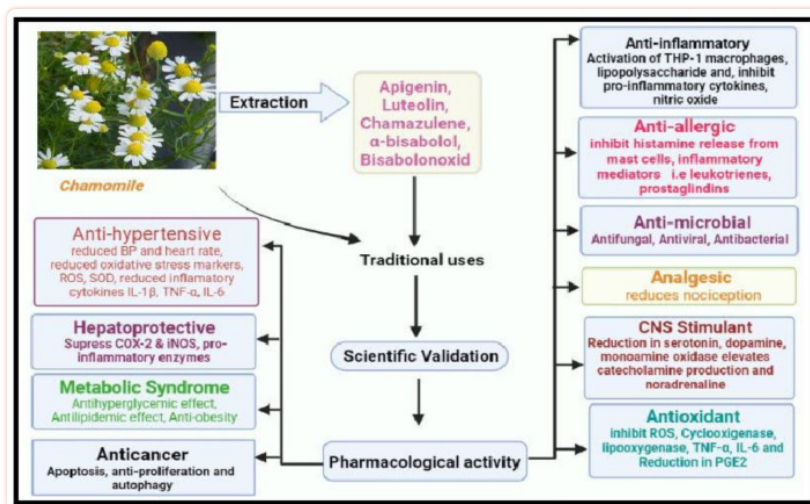 Chamomile
Extraction
Apigenin,
Luteolin,
Chamazulene,
α-bisabolol,
Bisabolonoxid
Traditional uses
Scientific Validation
Pharmacological activity
Anti-hypertensive
reduced BP and heart rate,
reduced oxidative stress markers,
ROS, SOD, reduced inflamatory
cytokines IL-1β, TNF-α, IL-6
Hepatoprotective
Supress COX-2 & iNOS, pro-
inflammatory enzymes
Metabolic Syndrome
Antihyperglycemic effect,
Antilipidemic effect, Anti-obesity
Anticancer
Apoptosis, anti-proliferation and
autophagy
Anti-inflammatory
Activation of THP-1 macrophages,
lipopolysaccharide and, inhibit
pro-inflammatory cytokines,
nitric oxide
Anti-allergic
inhibit histamine release from
mast cells, inflammatory
mediators i.e leukotrienes,
prostaglindins
Anti-microbial
Antifungal, Antiviral, Antibacterial
Analgesic
reduces nociception
CNS Stimulant
Reduction in serotonin, dopamine,
monoamine oxidase elevates
catecholamine production and
noradrenaline
Antioxidant
inhibit ROS, Cyclooxigenase,
lipooxygenase, TNF-α, IL-6 and
Reduction in PGE2